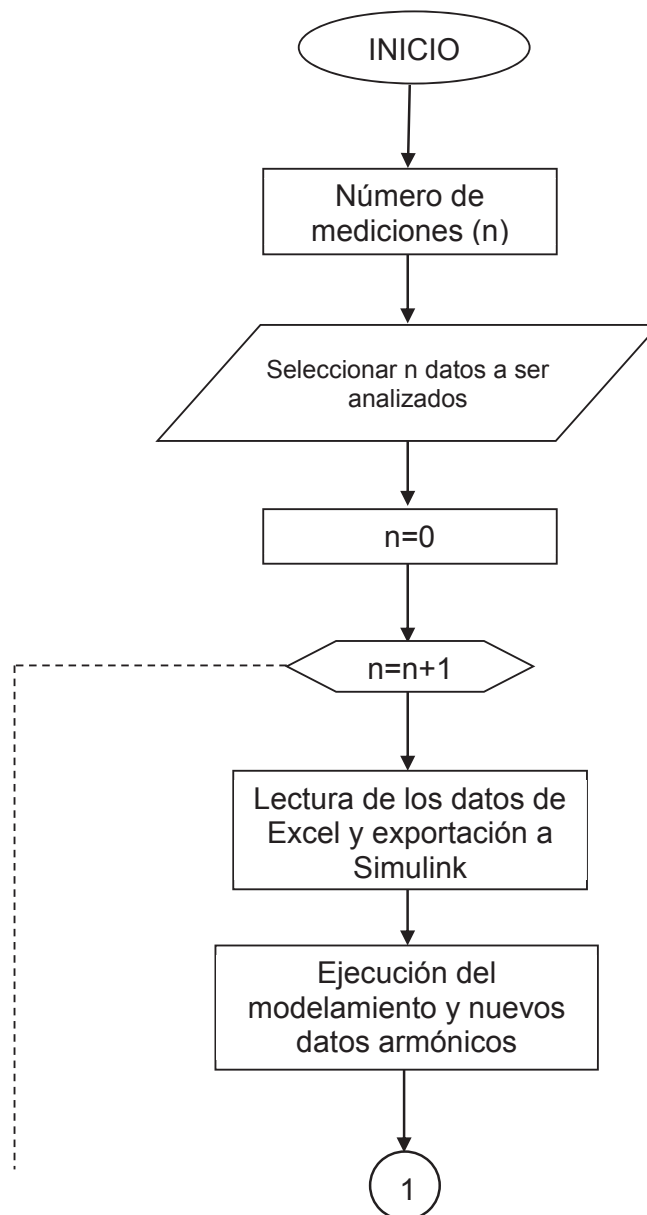 INICIO
Número de
mediciones (n)
Seleccionar n datos a ser
analizados
n=0
n=n+1
Lectura de los datos de
Excel y exportación a
Simulink
Ejecución del
modelamiento y nuevos
datos armónicos
1